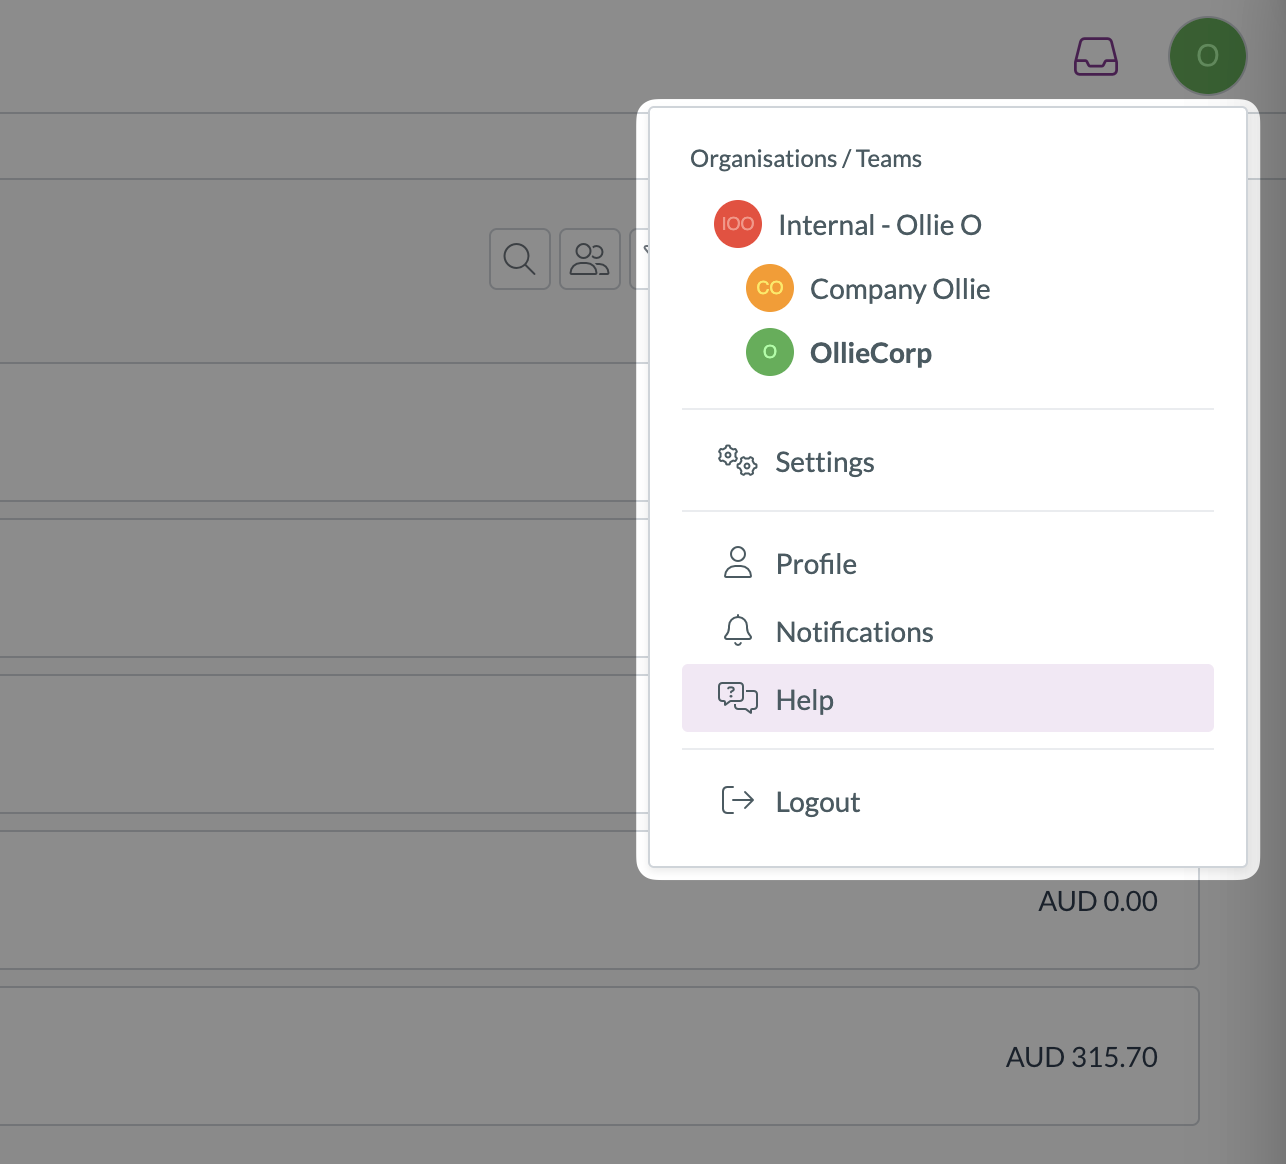 O
Organisations / Teams
IOO Internal - Ollie O
CO Company Ollie
O OllieCorp
Settings
Profile
Notifications
? Help
Logout
AUD 0.00
AUD 315.70